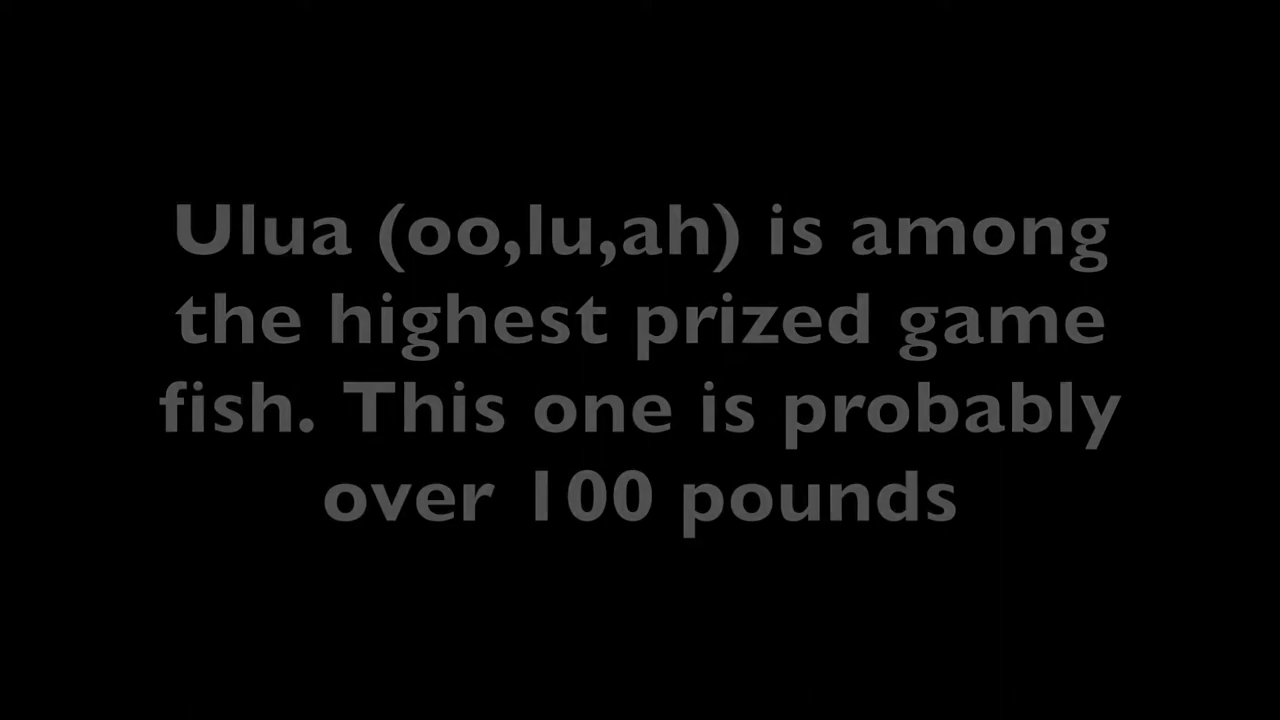 Ulua (oo,lu,ah) is among
the highest prized game
fish. This one is probably
over 100 pounds